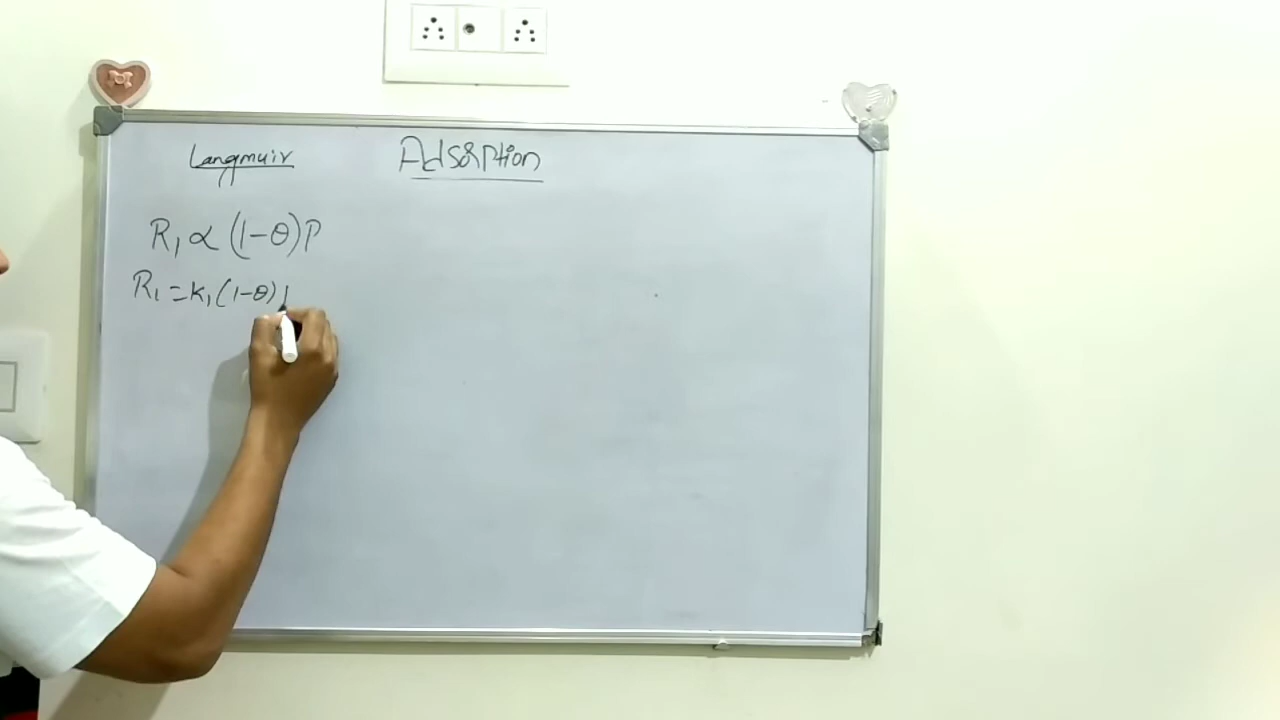 Langmuir
Adsorption
R₁ ∝ (1-θ)P
R₁ = K₁(1-θ)